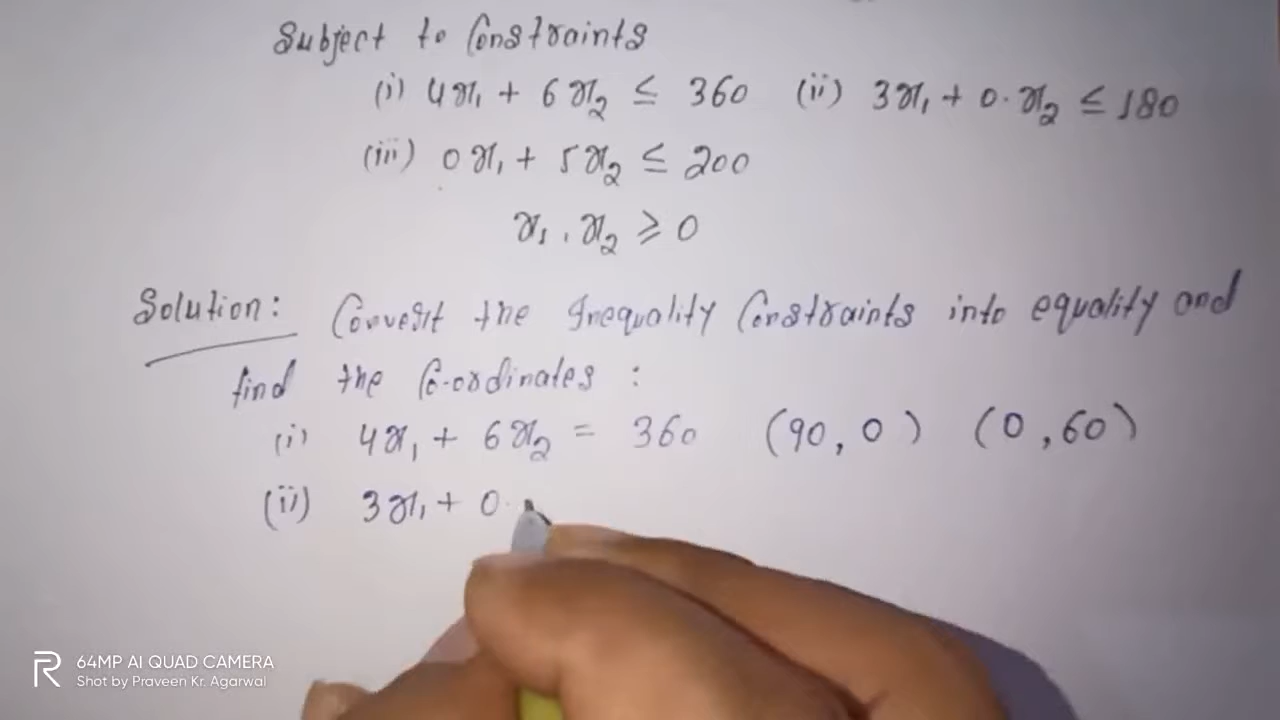 Subject to Constraints
(i) 4x₁ + 6x₂ ≤ 360 (ii) 3x₁ + 0·x₂ ≤ 180
(iii) 0x₁ + 5x₂ ≤ 200
x₁, x₂ ≥ 0
Solution: Convert the Inequality Constraints into equality and
find the Co-ordinates :
(i) 4x₁ + 6x₂ = 360 (90, 0) (0, 60)
(ii) 3x₁ + 0·
64MP AI QUAD CAMERA
Shot by Praveen Kr. Agarwal